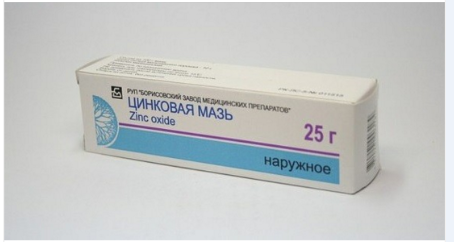 РУП "БОРИСОВСКИЙ ЗАВОД МЕДИЦИНСКИХ ПРЕПАРАТОВ"
ЦИНКОВАЯ МАЗЬ
Zinc oxide
25 г
наружное